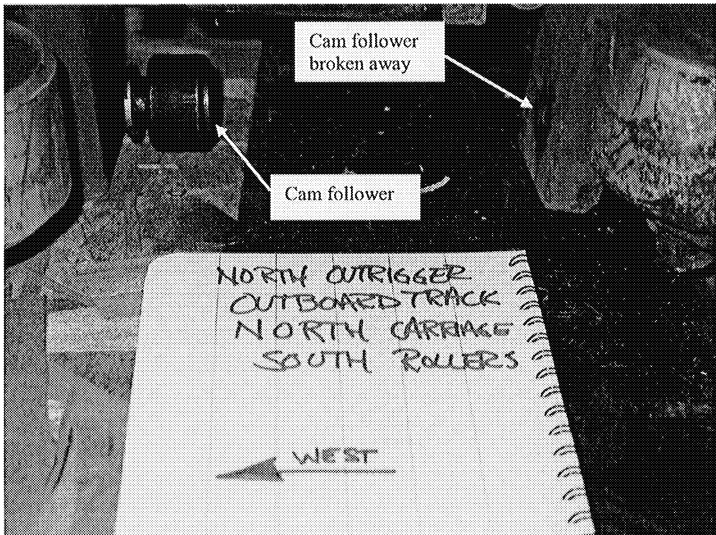 Cam follower
broken away
Cam follower
NORTH OUTRIGGER
OUTBOARD TRACK
NORTH CARRIAGE
SOUTH ROLLERS
WEST